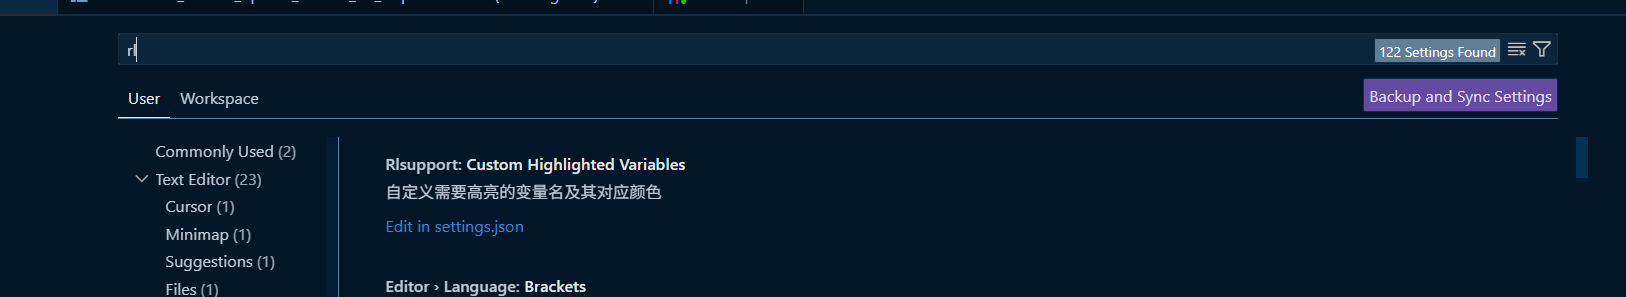 rl
122 Settings Found
User
Workspace
Backup and Sync Settings
Commonly Used (2)
Text Editor (23)
Cursor (1)
Minimap (1)
Suggestions (1)
Files (1)
Rlsupport: Custom Highlighted Variables
自定义需要高亮的变量名及其对应颜色
Edit in settings.json
Editor › Language: Brackets